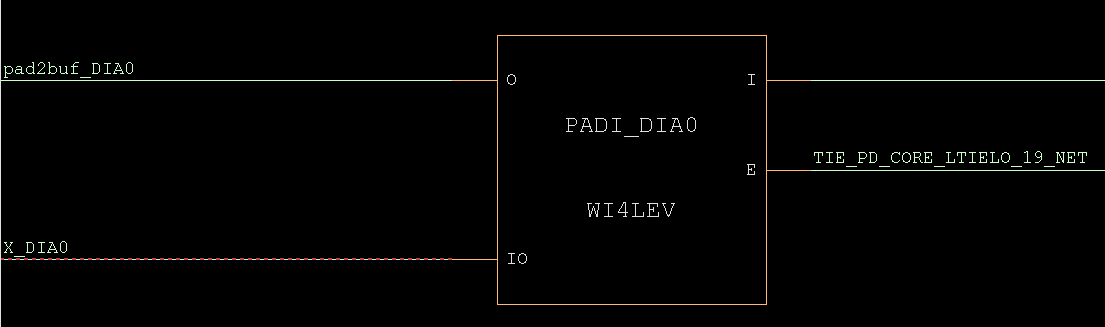 pad2buf_DIA0
O
I
PADI_DIA0
TIE_PD_CORE_LTIELO_19_NET
E
WI4LEV
X_DIA0
IO